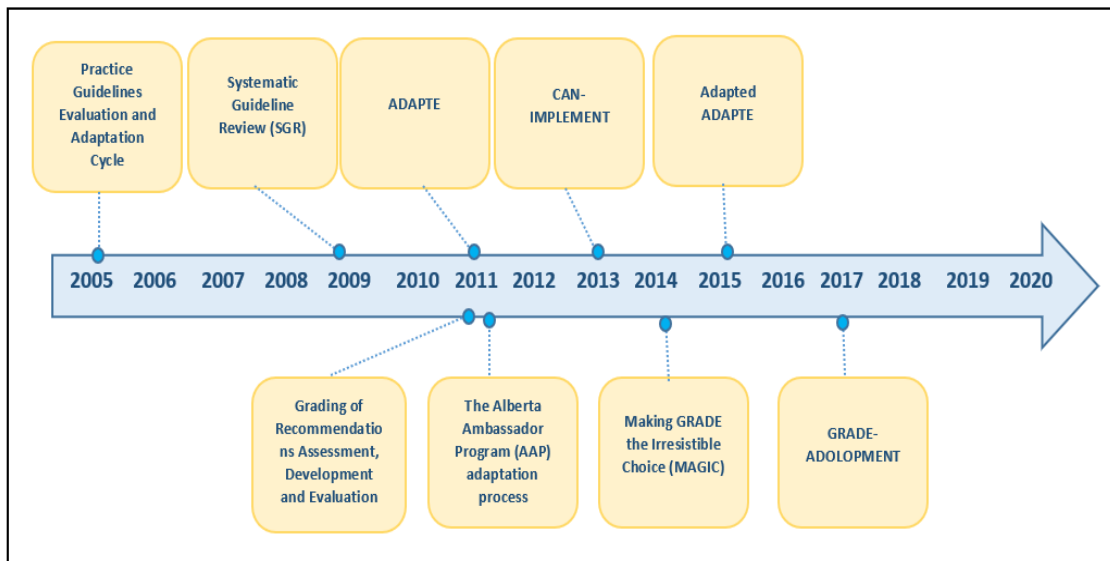 Practice
Guidelines
Evaluation and
Adaptation
Cycle
Systematic
Guideline
Review (SGR)
ADAPTE
CAN-
IMPLEMENT
Adapted
ADAPTE
2005 2006 2007 2008 2009 2010 2011 2012 2013 2014 2015 2016 2017 2018 2019 2020
Grading of
Recommendatio
ns Assessment,
Development
and Evaluation
The Alberta
Ambassador
Program (AAP)
adaptation
process
Making GRADE
the Irresistible
Choice (MAGIC)
GRADE-
ADOLOPMENT